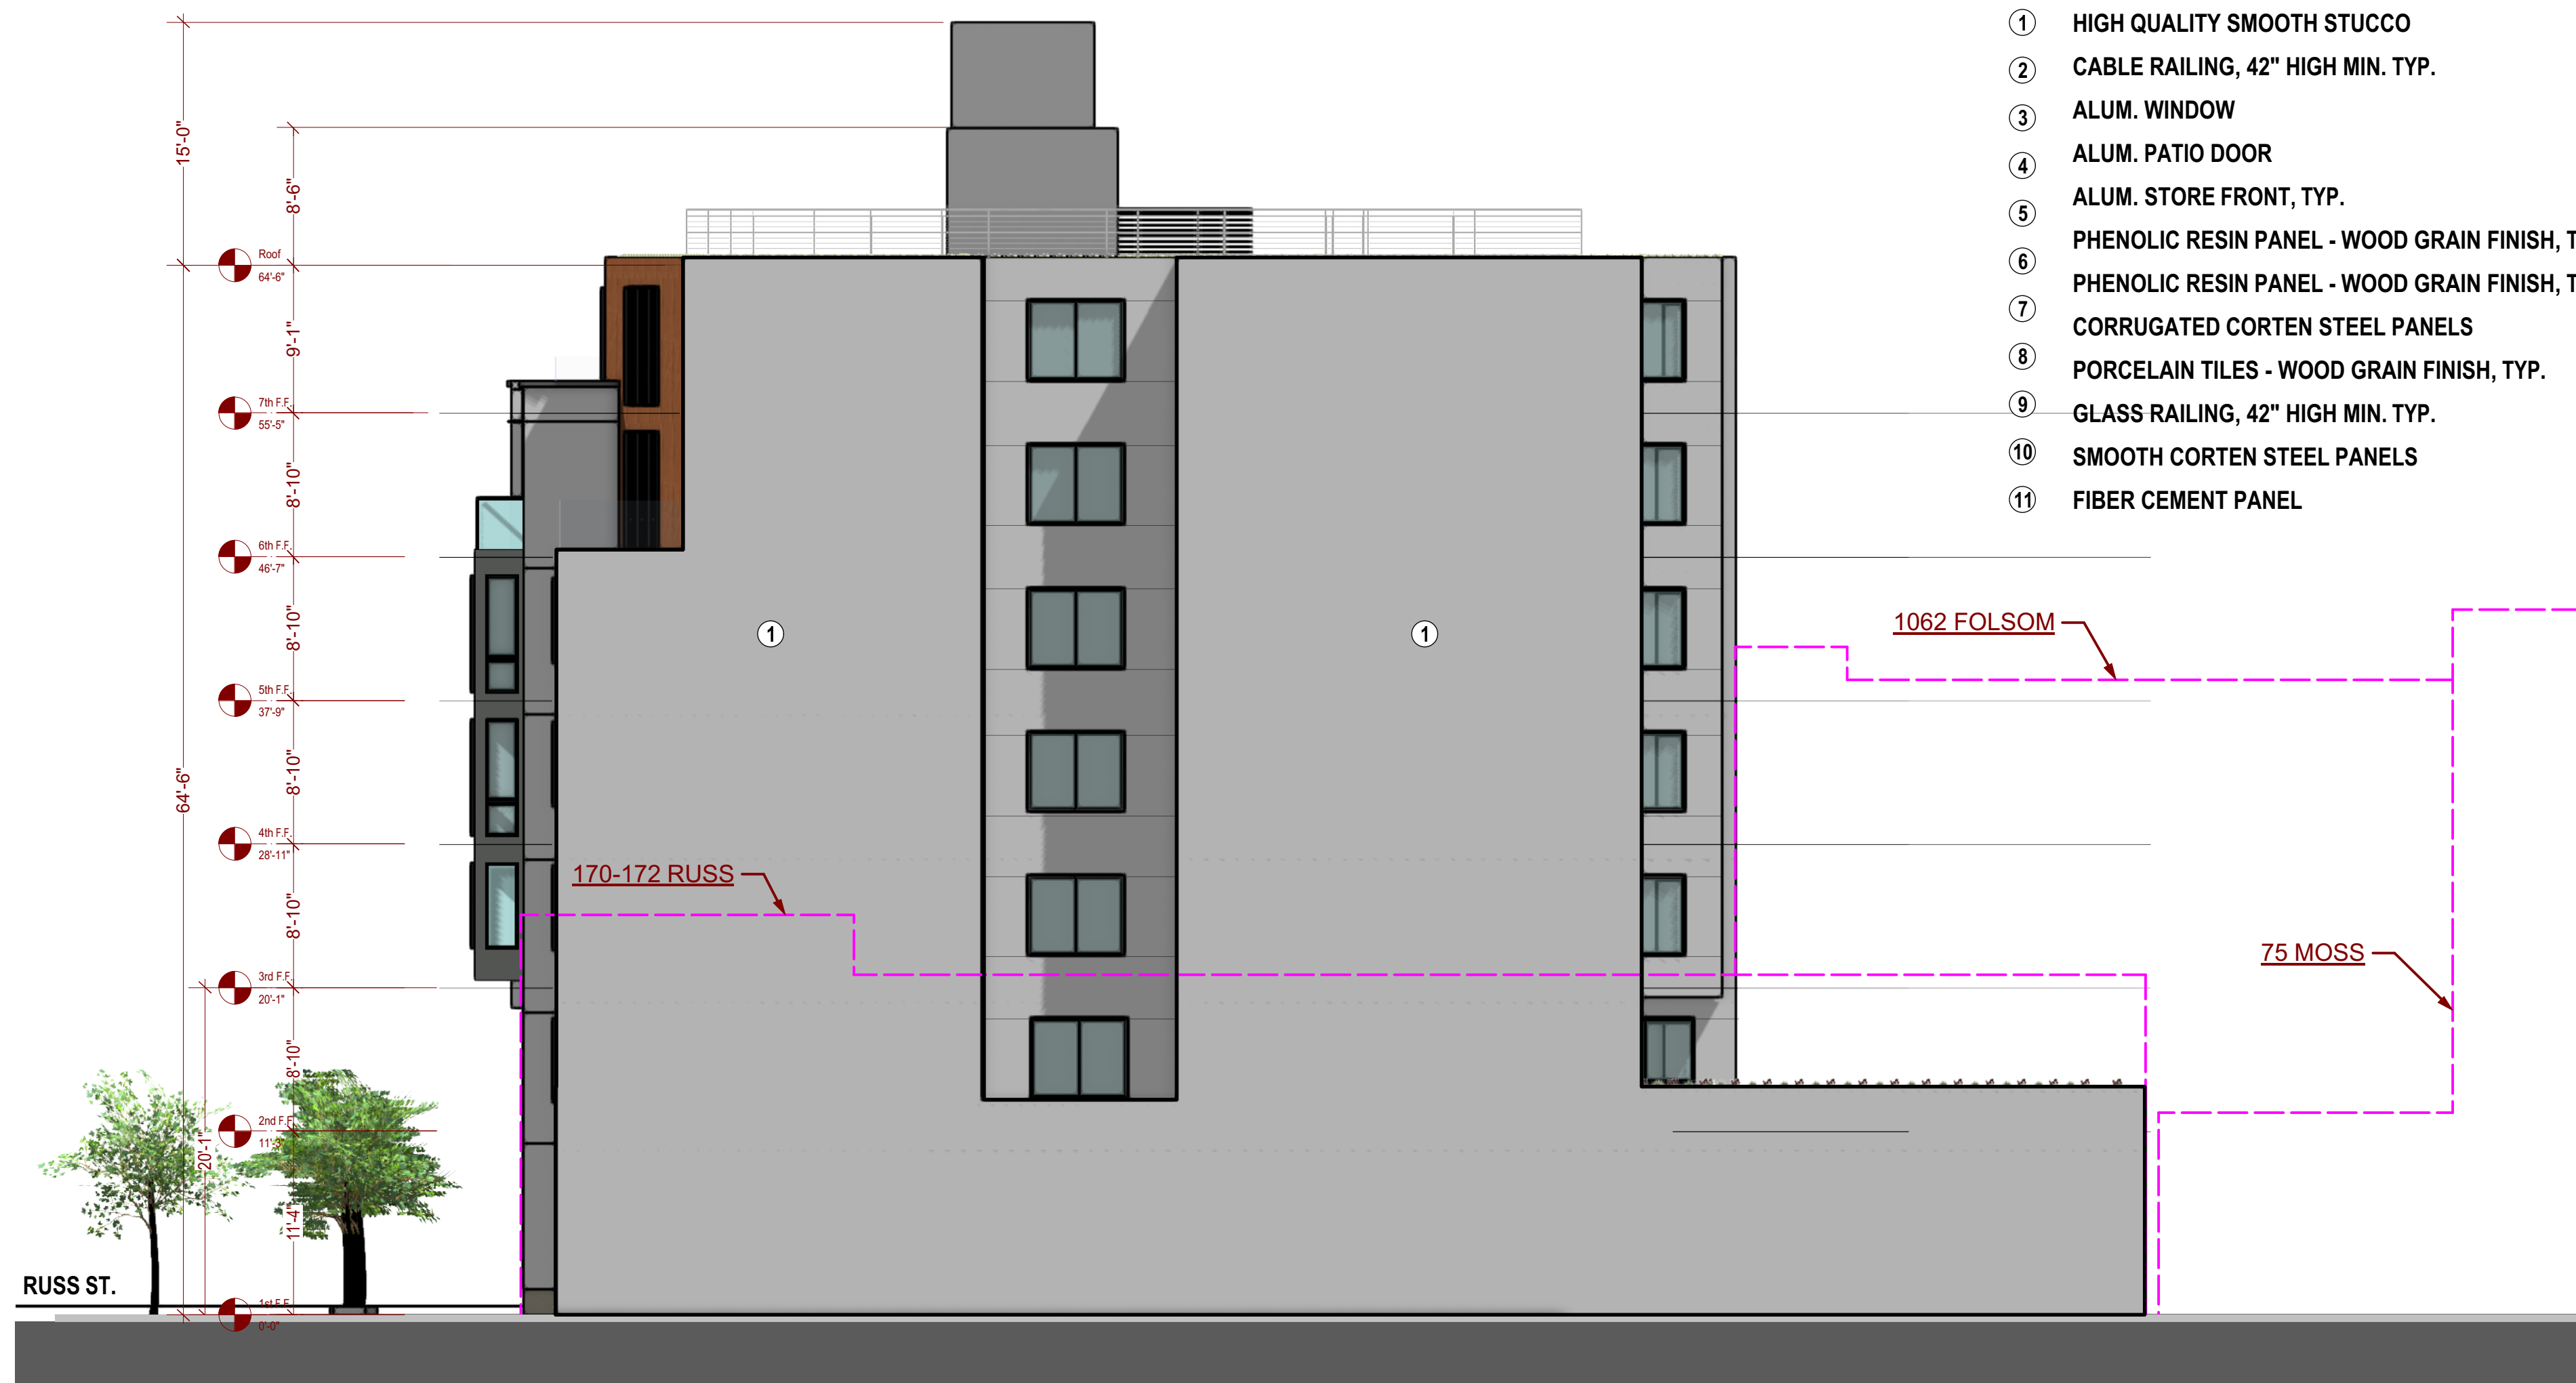 ① HIGH QUALITY SMOOTH STUCCO
② CABLE RAILING, 42" HIGH MIN. TYP.
③ ALUM. WINDOW
④ ALUM. PATIO DOOR
⑤ ALUM. STORE FRONT, TYP.
⑥ PHENOLIC RESIN PANEL - WOOD GRAIN FINISH, T
⑦ PHENOLIC RESIN PANEL - WOOD GRAIN FINISH, T
⑧ CORRUGATED CORTEN STEEL PANELS
⑨ PORCELAIN TILES - WOOD GRAIN FINISH, TYP.
⑩ GLASS RAILING, 42" HIGH MIN. TYP.
⑪ SMOOTH CORTEN STEEL PANELS
FIBER CEMENT PANEL
15'-0"
8'-6"
Roof
64'-6"
9'-1"
7th F.F.
55'-5"
8'-10"
6th F.F.
46'-7"
8'-10"
5th F.F.
37'-9"
8'-10"
64'-6"
4th F.F.
28'-11"
8'-10"
3rd F.F.
20'-1"
8'-10"
2nd F.F.
11'-3"
20'-1"
11'-4"
1st F.F.
0'-0"
1
1
1062 FOLSOM
170-172 RUSS
75 MOSS
RUSS ST.